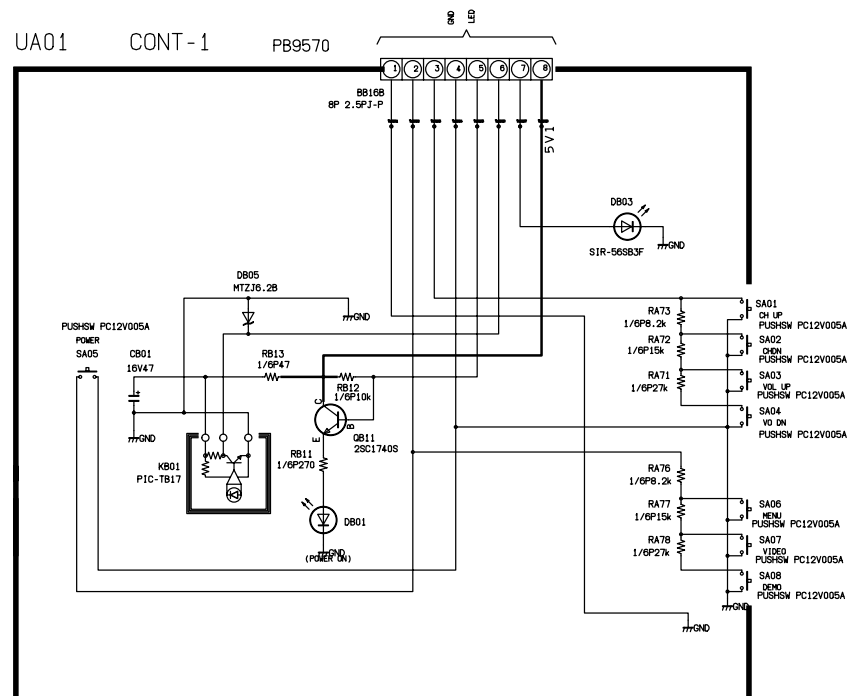 GND
LED
UA01 CONT-1 PB9570
1 2 3 4 5 6 7 8
BB16B
8P 2.5PJ-P
5V1
DB03
SIR-56SB3F
GND
DB05
MTZJ6.2B
GND
PUSHSW PC12V005A
POWER
SA05
CB01
16V47
GND
RB13
1/6P47
RB12
1/6P10k
C
B
E
QB11
2SC1740S
RB11
1/6P270
KB01
PIC-TB17
DB01
GND
(POWER ON)
RA73
1/6P8.2k
RA72
1/6P15k
RA71
1/6P27k
SA01
CH UP
PUSHSW PC12V005A
SA02
CHDN
PUSHSW PC12V005A
SA03
VOL UP
PUSHSW PC12V005A
SA04
VO DN
PUSHSW PC12V005A
RA76
1/6P8.2k
RA77
1/6P15k
RA78
1/6P27k
SA06
MENU
PUSHSW PC12V005A
SA07
VIDEO
PUSHSW PC12V005A
SA08
DEMO
PUSHSW PC12V005A
GND
GND